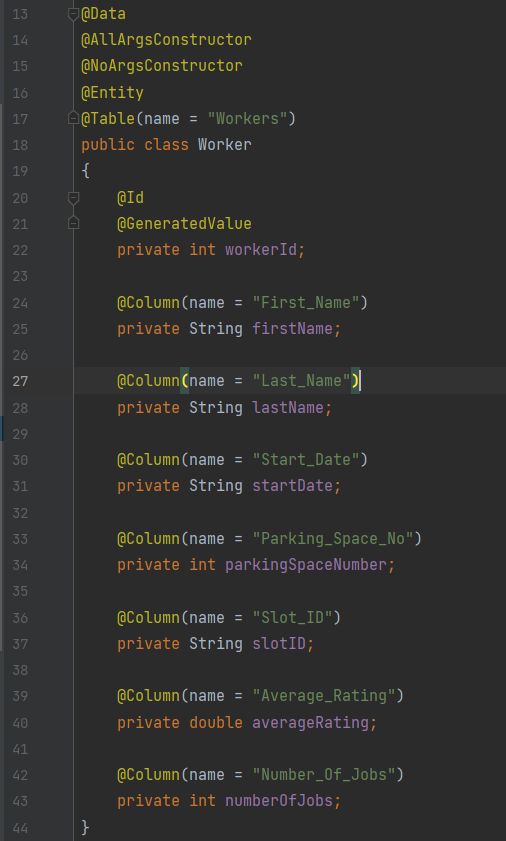 13 @Data
14 @AllArgsConstructor
15 @NoArgsConstructor
16 @Entity
17 @Table(name = "Workers")
18 public class Worker
19 {
20     @Id
21     @GeneratedValue
22     private int workerId;
23
24     @Column(name = "First_Name")
25     private String firstName;
26
27     @Column(name = "Last_Name")
28     private String lastName;
29
30     @Column(name = "Start_Date")
31     private String startDate;
32
33     @Column(name = "Parking_Space_No")
34     private int parkingSpaceNumber;
35
36     @Column(name = "Slot_ID")
37     private String slotID;
38
39     @Column(name = "Average_Rating")
40     private double averageRating;
41
42     @Column(name = "Number_Of_Jobs")
43     private int numberOfJobs;
44 }